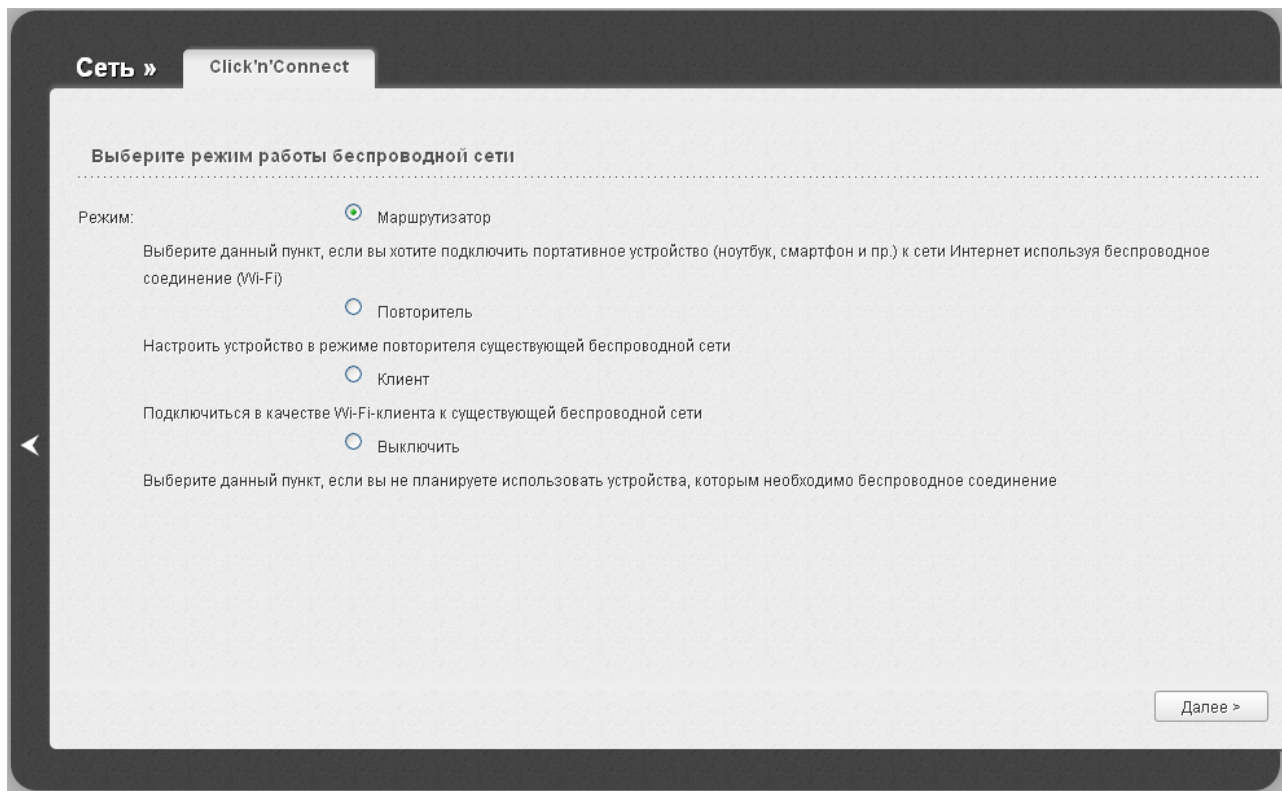 Сеть »
Click'n'Connect
Выберите режим работы беспроводной сети
Режим:
Маршрутизатор
Выберите данный пункт, если вы хотите подключить портативное устройство (ноутбук, смартфон и пр.) к сети Интернет используя беспроводное
соединение (Wi-Fi)
Повторитель
Настроить устройство в режиме повторителя существующей беспроводной сети
Клиент
Подключиться в качестве Wi-Fi-клиента к существующей беспроводной сети
Выключить
Выберите данный пункт, если вы не планируете использовать устройства, которым необходимо беспроводное соединение
Далее >